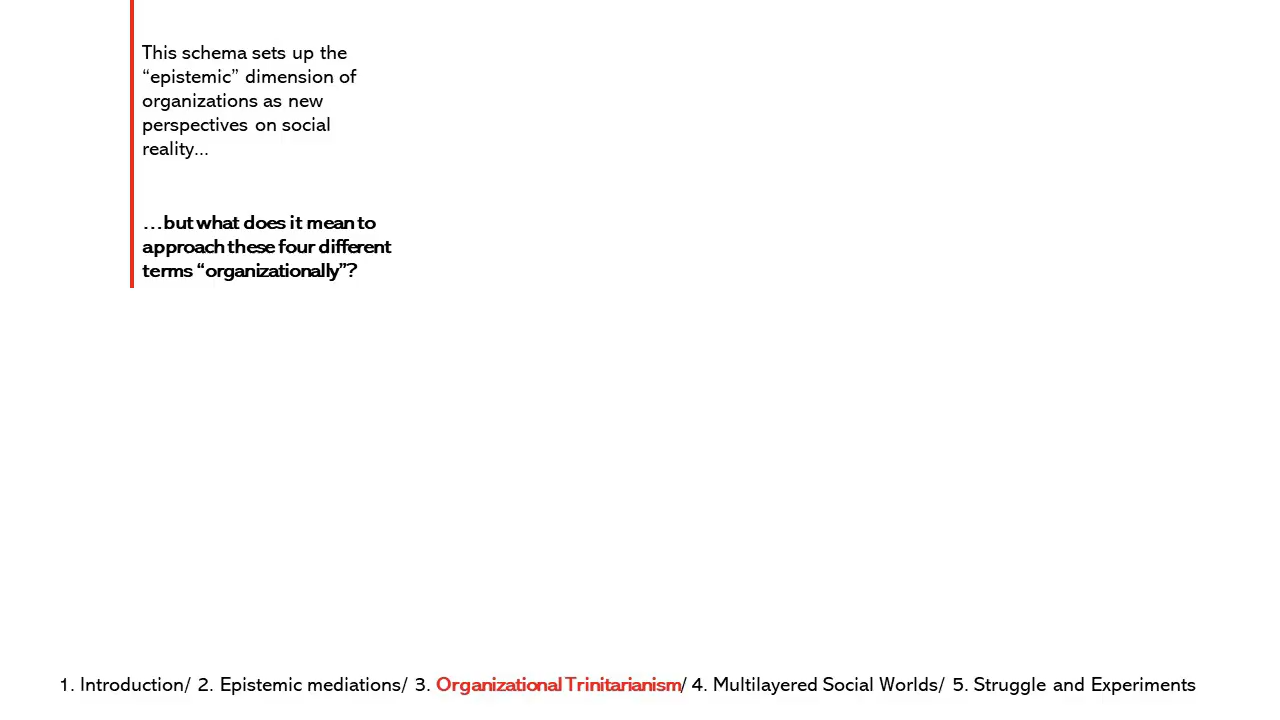 This schema sets up the
“epistemic” dimension of
organizations as new
perspectives on social
reality...
...but what does it mean to
approach these four different
terms “organizationally”?
1. Introduction/ 2. Epistemic mediations/ 3. Organizational Trinitarianism/ 4. Multilayered Social Worlds/ 5. Struggle and Experiments